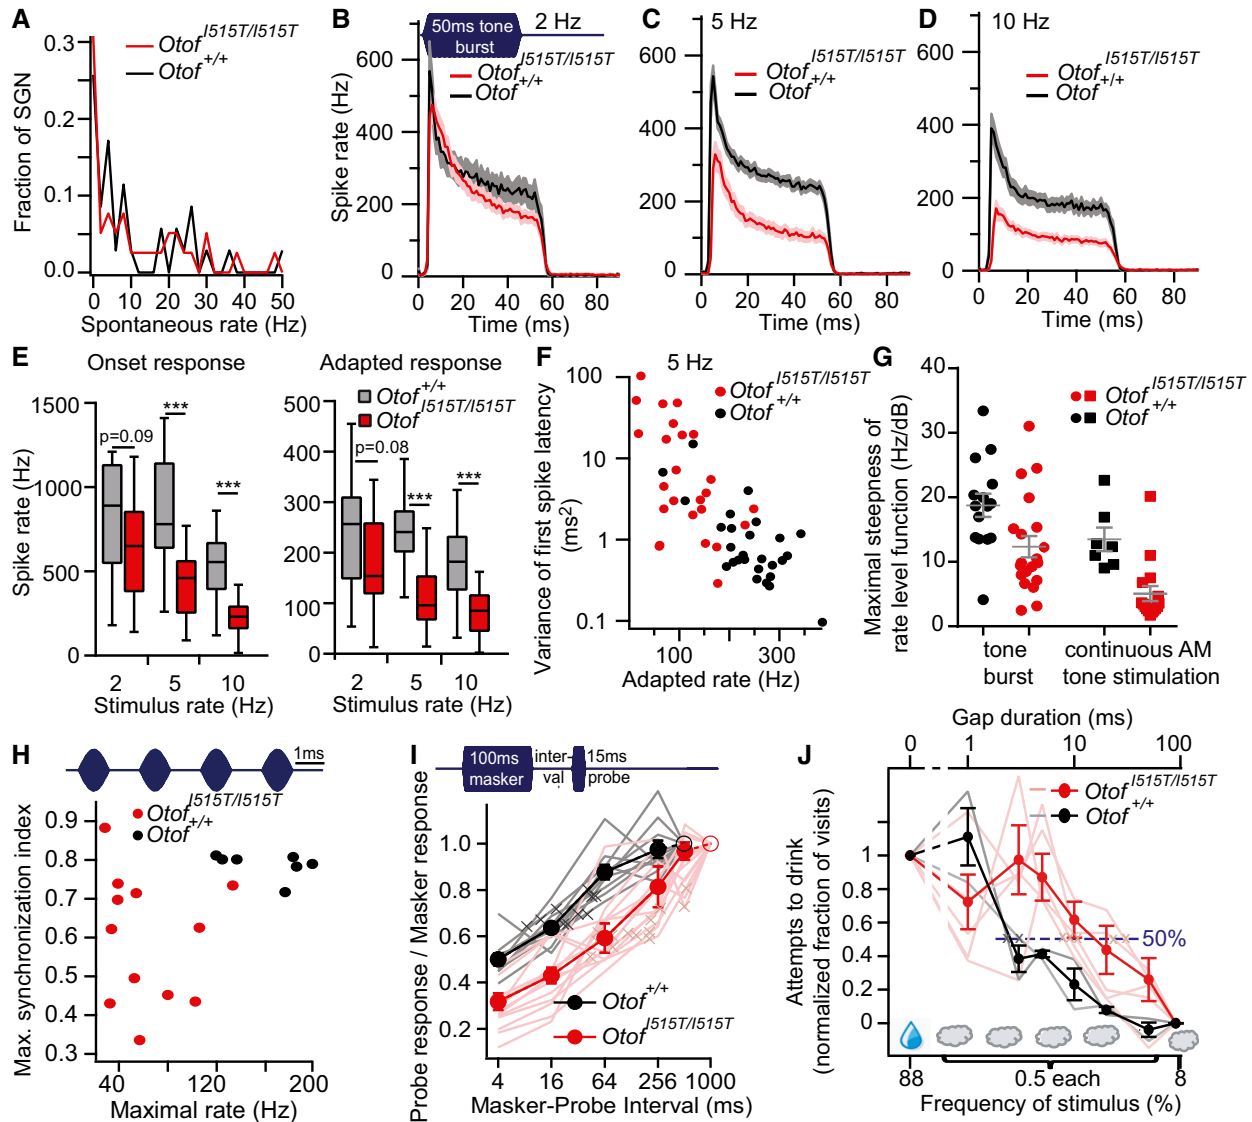 A
0.3
0.2
0.1
0.0
Fraction of SGN
Otof I515T/I515T
Otof +/+
0 10 20 30 40 50
Spontaneous rate (Hz)
B
50ms tone burst
2 Hz
600
400
200
0
Spike rate (Hz)
Otof I515T/I515T
Otof +/+
0 20 40 60 80
Time (ms)
C
5 Hz
600
400
200
0
Otof I515T/I515T
Otof +/+
0 20 40 60 80
Time (ms)
D
10 Hz
600
400
200
0
Otof I515T/I515T
Otof +/+
0 20 40 60 80
Time (ms)
E
Onset response
1500
1000
500
0
Spike rate (Hz)
p=0.09
***
***
2 5 10
Stimulus rate (Hz)
Adapted response
Otof +/+
Otof I515T/I515T
500
400
300
200
100
0
p=0.08
***
***
2 5 10
Stimulus rate (Hz)
F
5 Hz
100
10
1
0.1
Variance of first spike latency (ms2)
Otof I515T/I515T
Otof +/+
100 300
Adapted rate (Hz)
G
40
30
20
10
0
Maximal steepness of rate level function (Hz/dB)
Otof I515T/I515T
Otof +/+
tone burst
continuous AM tone stimulation
H
1ms
Otof I515T/I515T
Otof +/+
0.9
0.8
0.7
0.6
0.5
0.4
0.3
Max. synchronization index
40 120 200
Maximal rate (Hz)
I
100ms masker
inter-val
15ms probe
1.0
0.8
0.6
0.4
0.2
Probe response / Masker response
Otof +/+
Otof I515T/I515T
4 16 64 256 1000
Masker-Probe Interval (ms)
J
Gap duration (ms)
0 1 10 100
Otof I515T/I515T
Otof +/+
1
0.8
0.6
0.4
0.2
0
Attempts to drink (normalized fraction of visits)
50%
88 0.5 each 8
Frequency of stimulus (%)